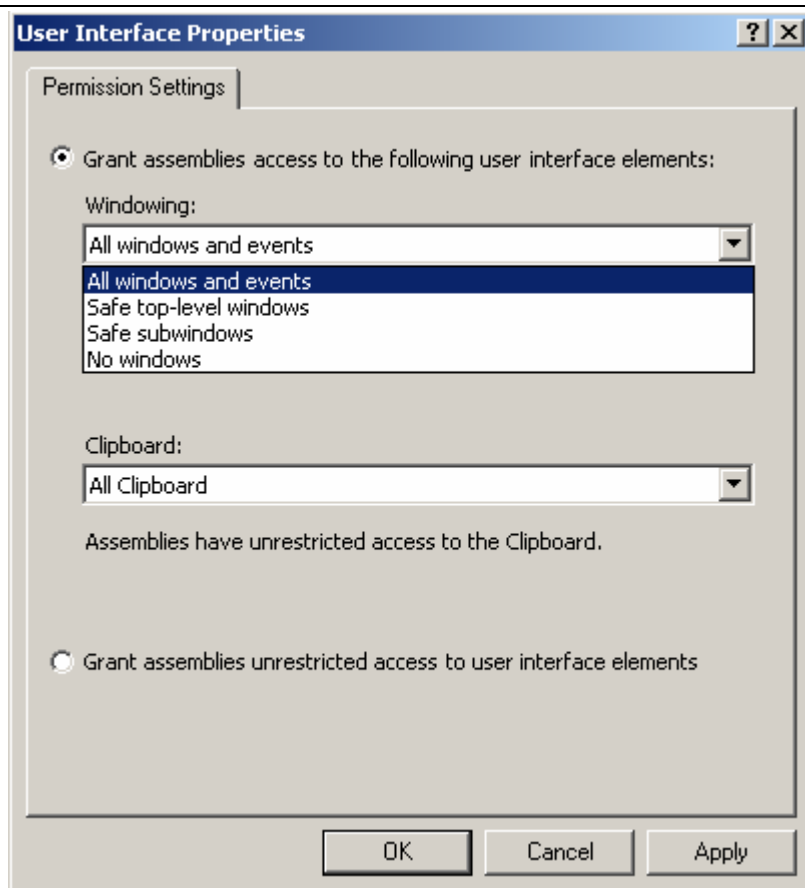 User Interface Properties
Permission Settings
Grant assemblies access to the following user interface elements:
Windowing:
All windows and events
All windows and events
Safe top-level windows
Safe subwindows
No windows
Clipboard:
All Clipboard
Assemblies have unrestricted access to the Clipboard.
Grant assemblies unrestricted access to user interface elements
OK Cancel Apply